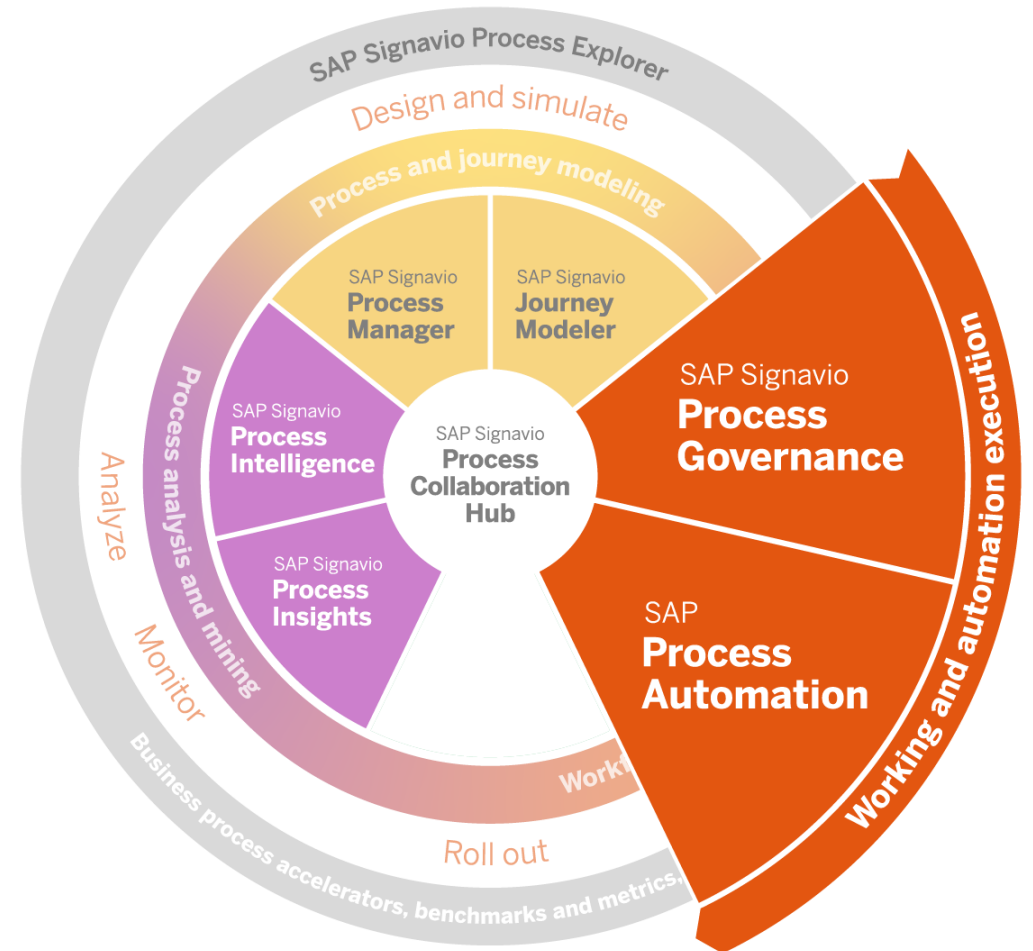 SAP Signavio Process Explorer
Design and simulate
Process and journey modeling
SAP Signavio
Process
Manager
SAP Signavio
Journey
Modeler
SAP Signavio
Process
Governance
SAP Signavio
Process
Intelligence
SAP Signavio
Process
Collaboration
Hub
SAP Signavio
Process
Insights
SAP
Process
Automation
Working and automation execution
Process analysis and mining
Analyze
Monitor
Roll out
Business process accelerators, benchmarks and metrics,